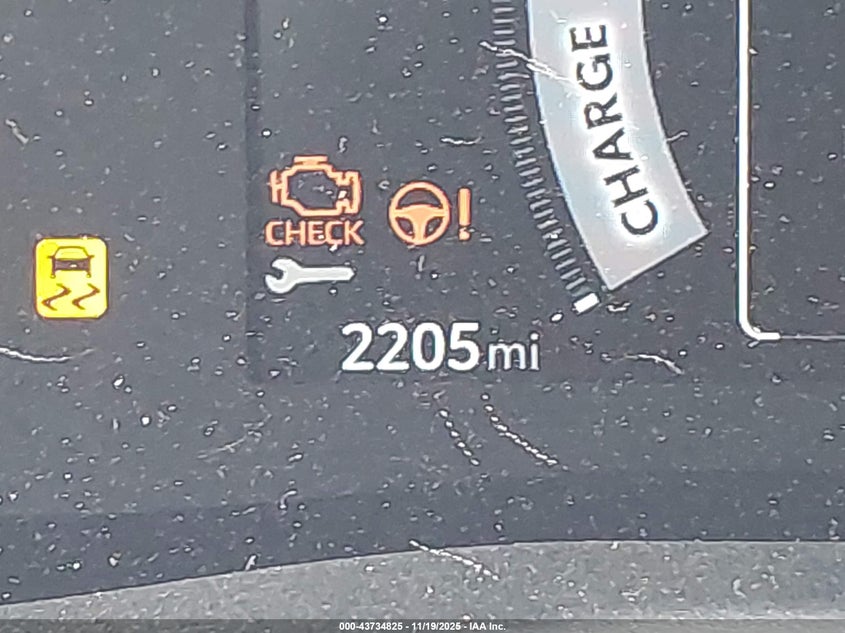 CHARGE
CHECK
2205mi
000-43734825 - 11/19/2025 - IAA Inc.